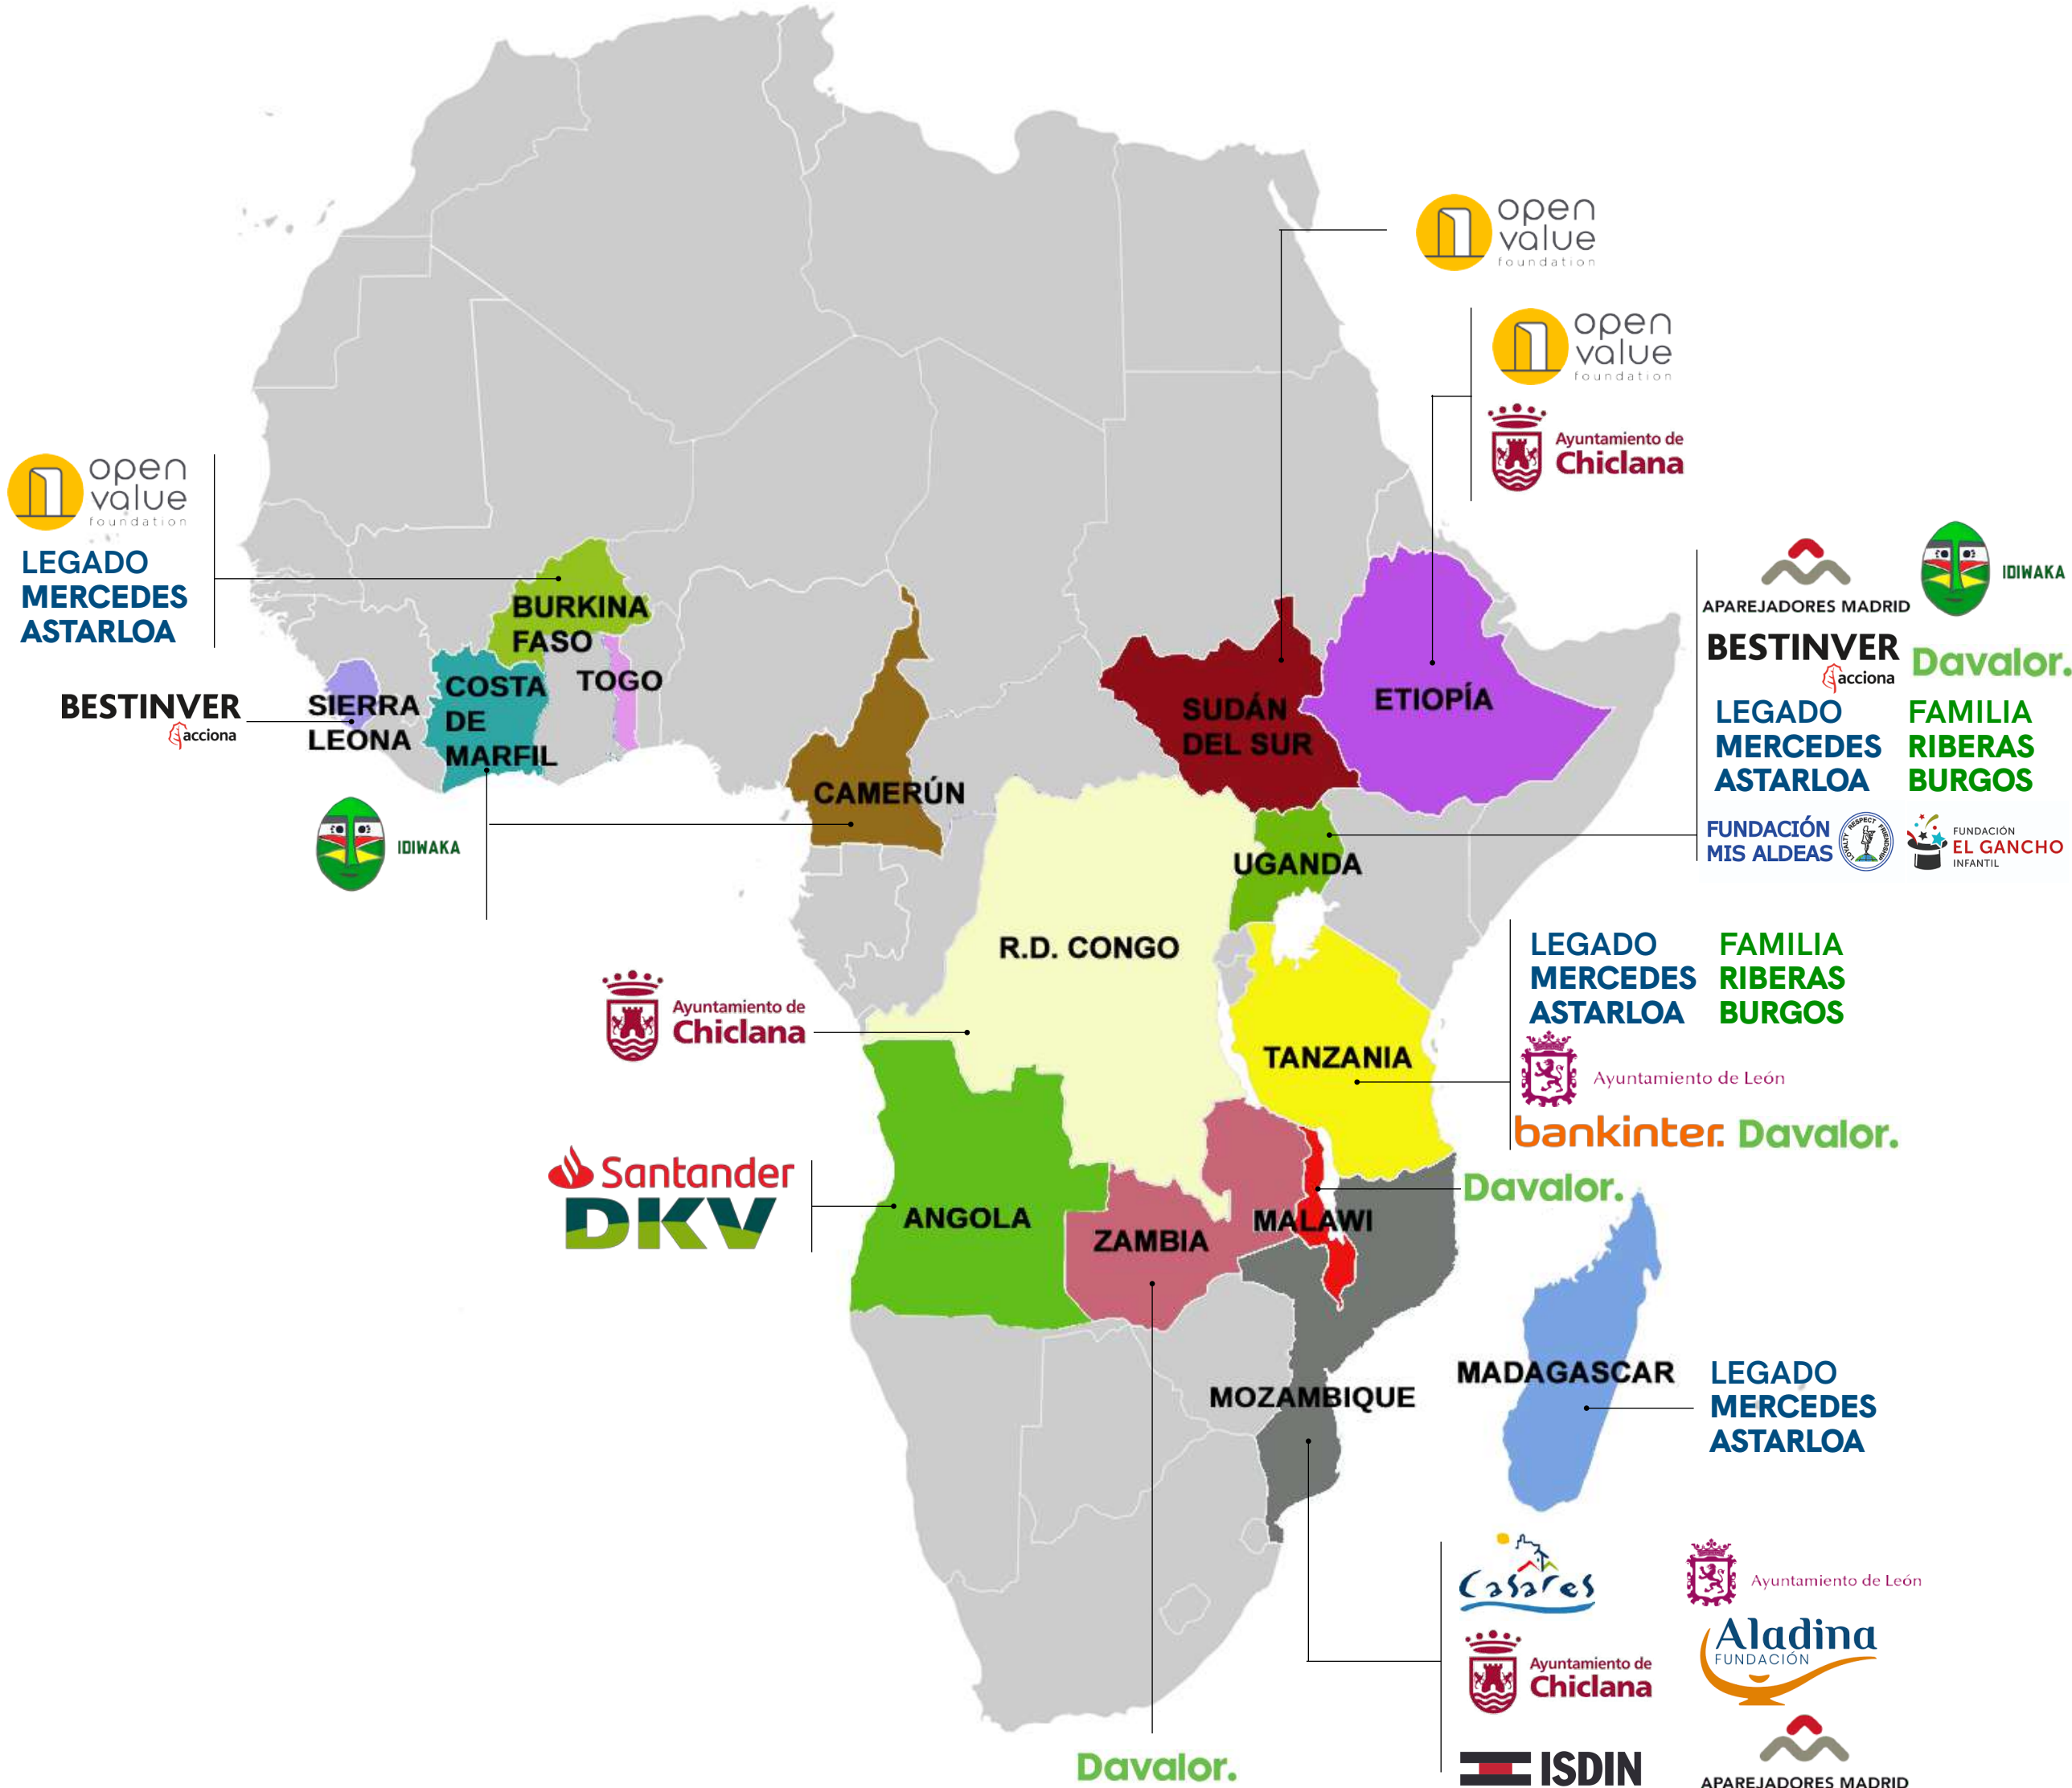 open
value
foundation
open
value
foundation
Ayuntamiento de
Chiclana
open
value
foundation
LEGADO
MERCEDES
ASTARLOA
BURKINA
FASO
TOGO
COSTA
DE
MARFIL
SIERRA
LEONA
BESTINVER
acciona
IDIWAKA
CAMERÚN
SUDÁN
DEL SUR
ETIOPÍA
APAREJADORES MADRID
IDIWAKA
BESTINVER
acciona
Davalor.
LEGADO
MERCEDES
ASTARLOA
FAMILIA
RIBERAS
BURGOS
FUNDACIÓN
MIS ALDEAS
LOYALTY RESPECT FRIENDSHIP
FUNDACIÓN
EL GANCHO
INFANTIL
UGANDA
R.D. CONGO
Ayuntamiento de
Chiclana
LEGADO
MERCEDES
ASTARLOA
FAMILIA
RIBERAS
BURGOS
Ayuntamiento de León
bankinter.
Davalor.
TANZANIA
Santander
DKV
ANGOLA
ZAMBIA
MALAWI
Davalor.
MOZAMBIQUE
MADAGASCAR
LEGADO
MERCEDES
ASTARLOA
Casares
Ayuntamiento de León
Ayuntamiento de
Chiclana
Aladina
FUNDACIÓN
ISDIN
APAREJADORES MADRID
Davalor.